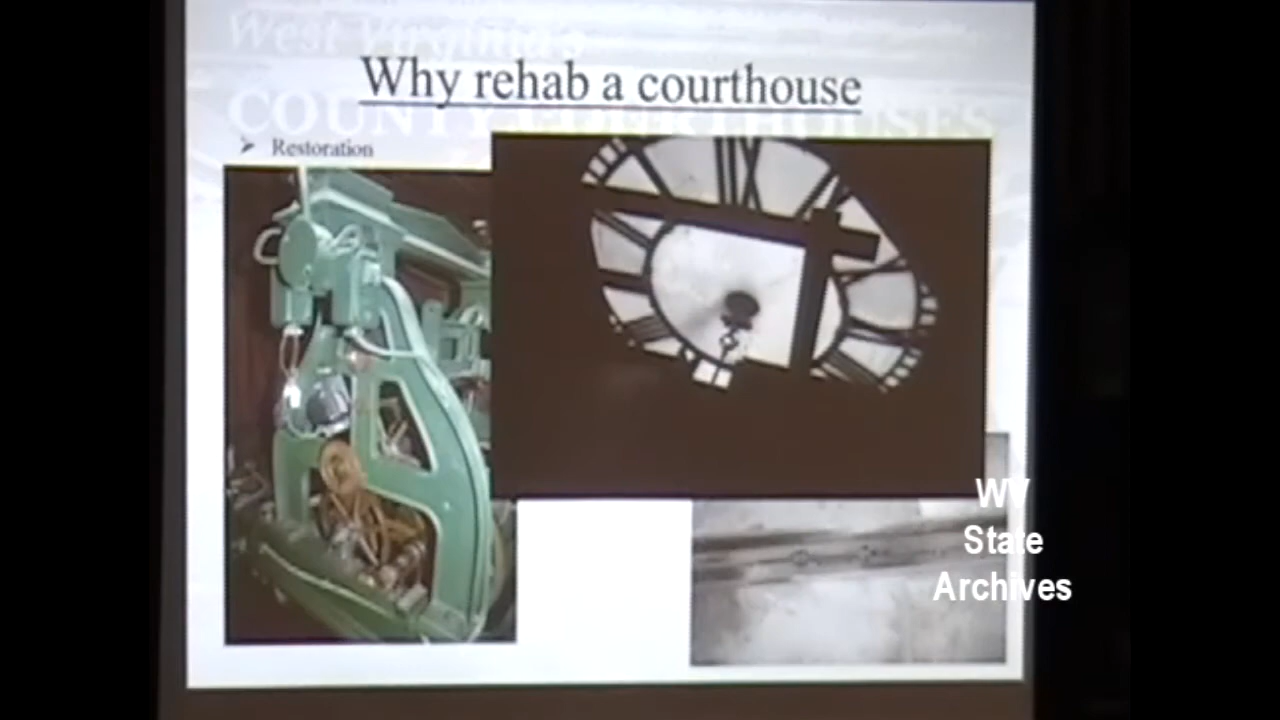 West Virginia's
Why rehab a courthouse
COUNTY COURTHOUSES
➢ Restoration
WV
State
Archives